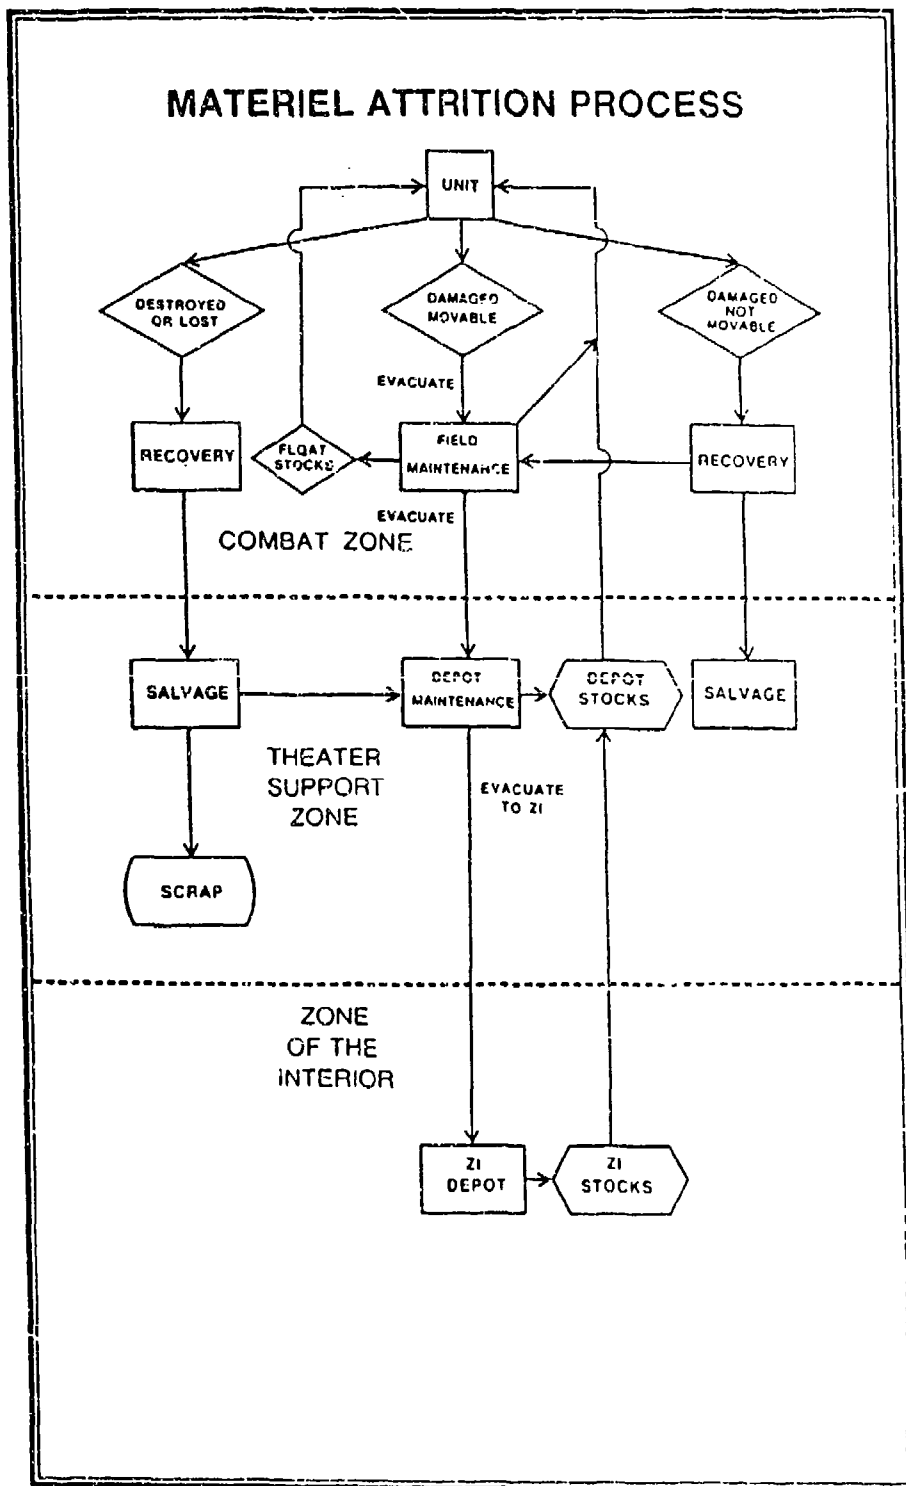 MATERIEL ATTRITION PROCESS
UNIT
DESTROYED
OR LOST
DAMAGED
MOVABLE
DAMAGED
NOT
MOVABLE
EVACUATE
RECOVERY
FLOAT
STOCKS
FIELD
MAINTENANCE
RECOVERY
EVACUATE
COMBAT ZONE
SALVAGE
DEPOT
MAINTENANCE
DEPOT
STOCKS
SALVAGE
THEATER
SUPPORT
ZONE
EVACUATE
TO ZI
SCRAP
ZONE
OF THE
INTERIOR
ZI
DEPOT
ZI
STOCKS